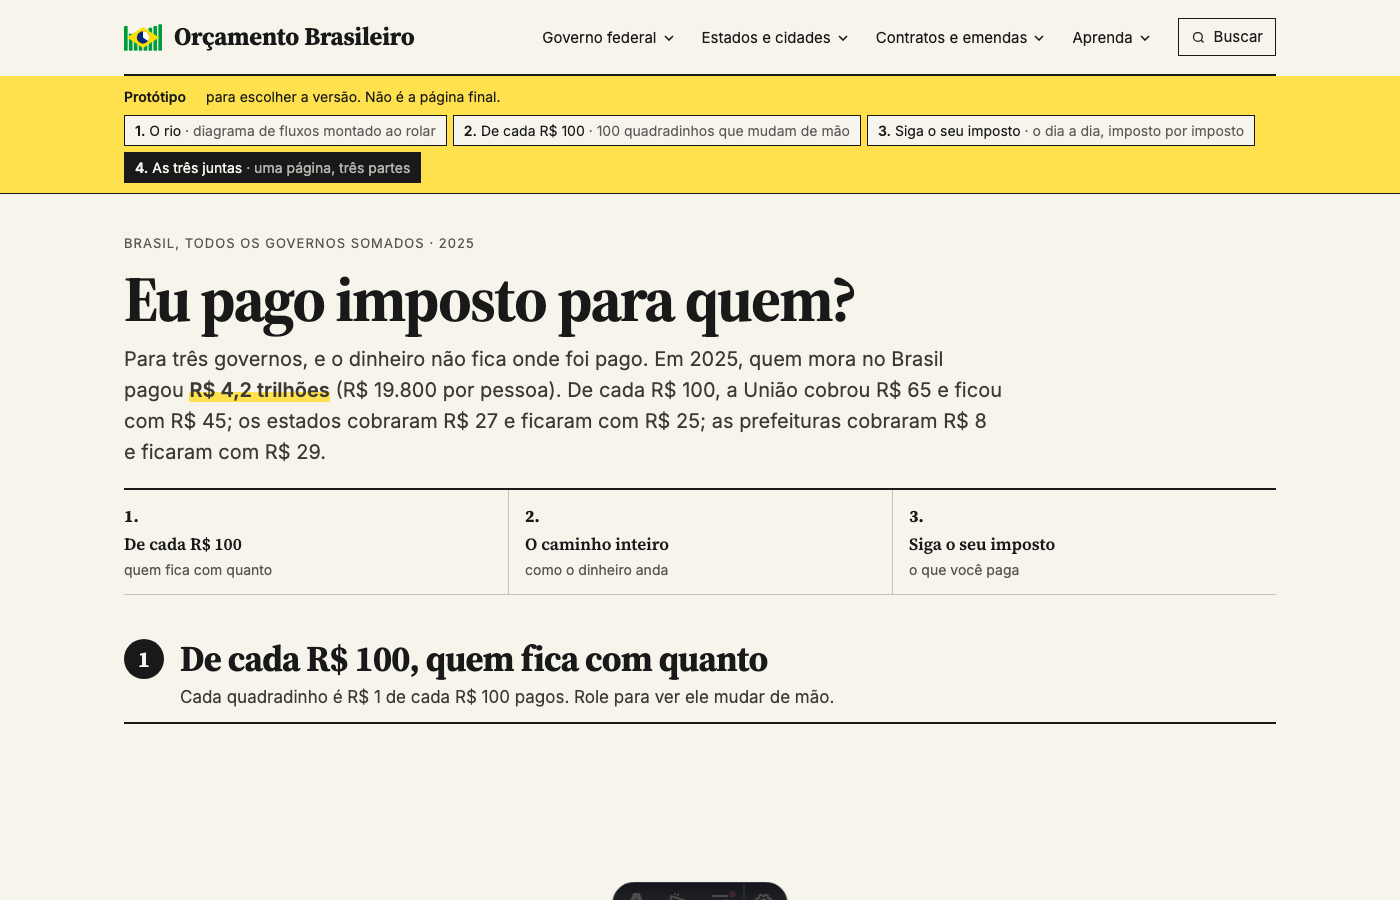 Orçamento Brasileiro
Governo federal
Estados e cidades
Contratos e emendas
Aprenda
Buscar
Protótipo para escolher a versão. Não é a página final.
1. O rio · diagrama de fluxos montado ao rolar
2. De cada R$ 100 · 100 quadradinhos que mudam de mão
3. Siga o seu imposto · o dia a dia, imposto por imposto
4. As três juntas · uma página, três partes
BRASIL, TODOS OS GOVERNOS SOMADOS · 2025
Eu pago imposto para quem?
Para três governos, e o dinheiro não fica onde foi pago. Em 2025, quem mora no Brasil
pagou R$ 4,2 trilhões (R$ 19.800 por pessoa). De cada R$ 100, a União cobrou R$ 65 e ficou
com R$ 45; os estados cobraram R$ 27 e ficaram com R$ 25; as prefeituras cobraram R$ 8
e ficaram com R$ 29.
1.
De cada R$ 100
quem fica com quanto
2.
O caminho inteiro
como o dinheiro anda
3.
Siga o seu imposto
o que você paga
1
De cada R$ 100, quem fica com quanto
Cada quadradinho é R$ 1 de cada R$ 100 pagos. Role para ver ele mudar de mão.